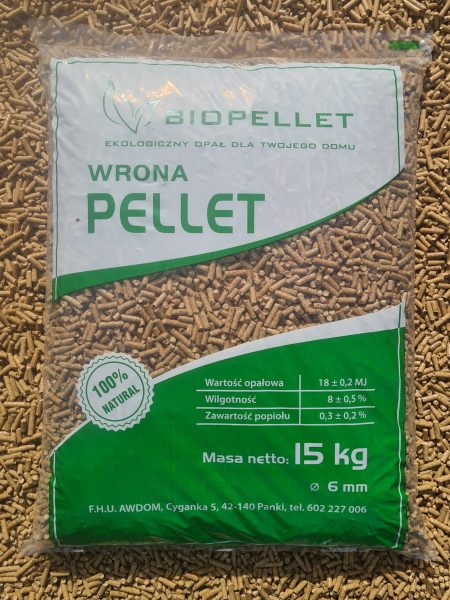 BIOPELLET
EKOLOGICZNY OPAŁ DLA TWOJEGO DOMU
WRONA
PELLET
100%
NATURAL
Wartość opałowa 18 ± 0,2 MJ
Wilgotność 8 ± 0,5 %
Zawartość popiołu 0,3 ± 0,2 %
Masa netto: 15 kg
⌀ 6 mm
F.H.U. AWDOM, Cyganka 5, 42-140 Panki, tel. 602 227 006